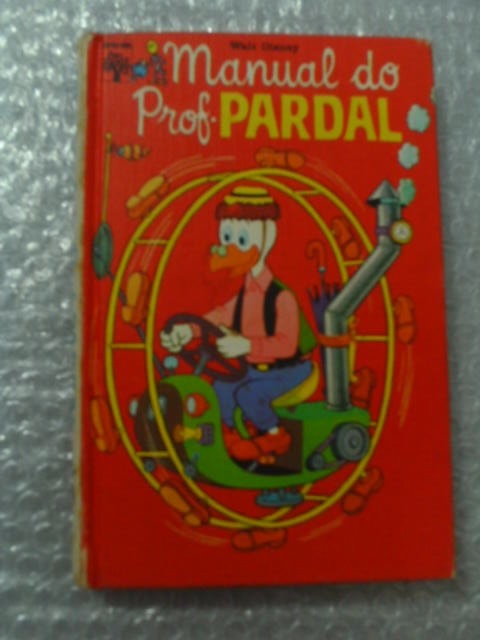 Walt Disney
Manual do
Prof. PARDAL